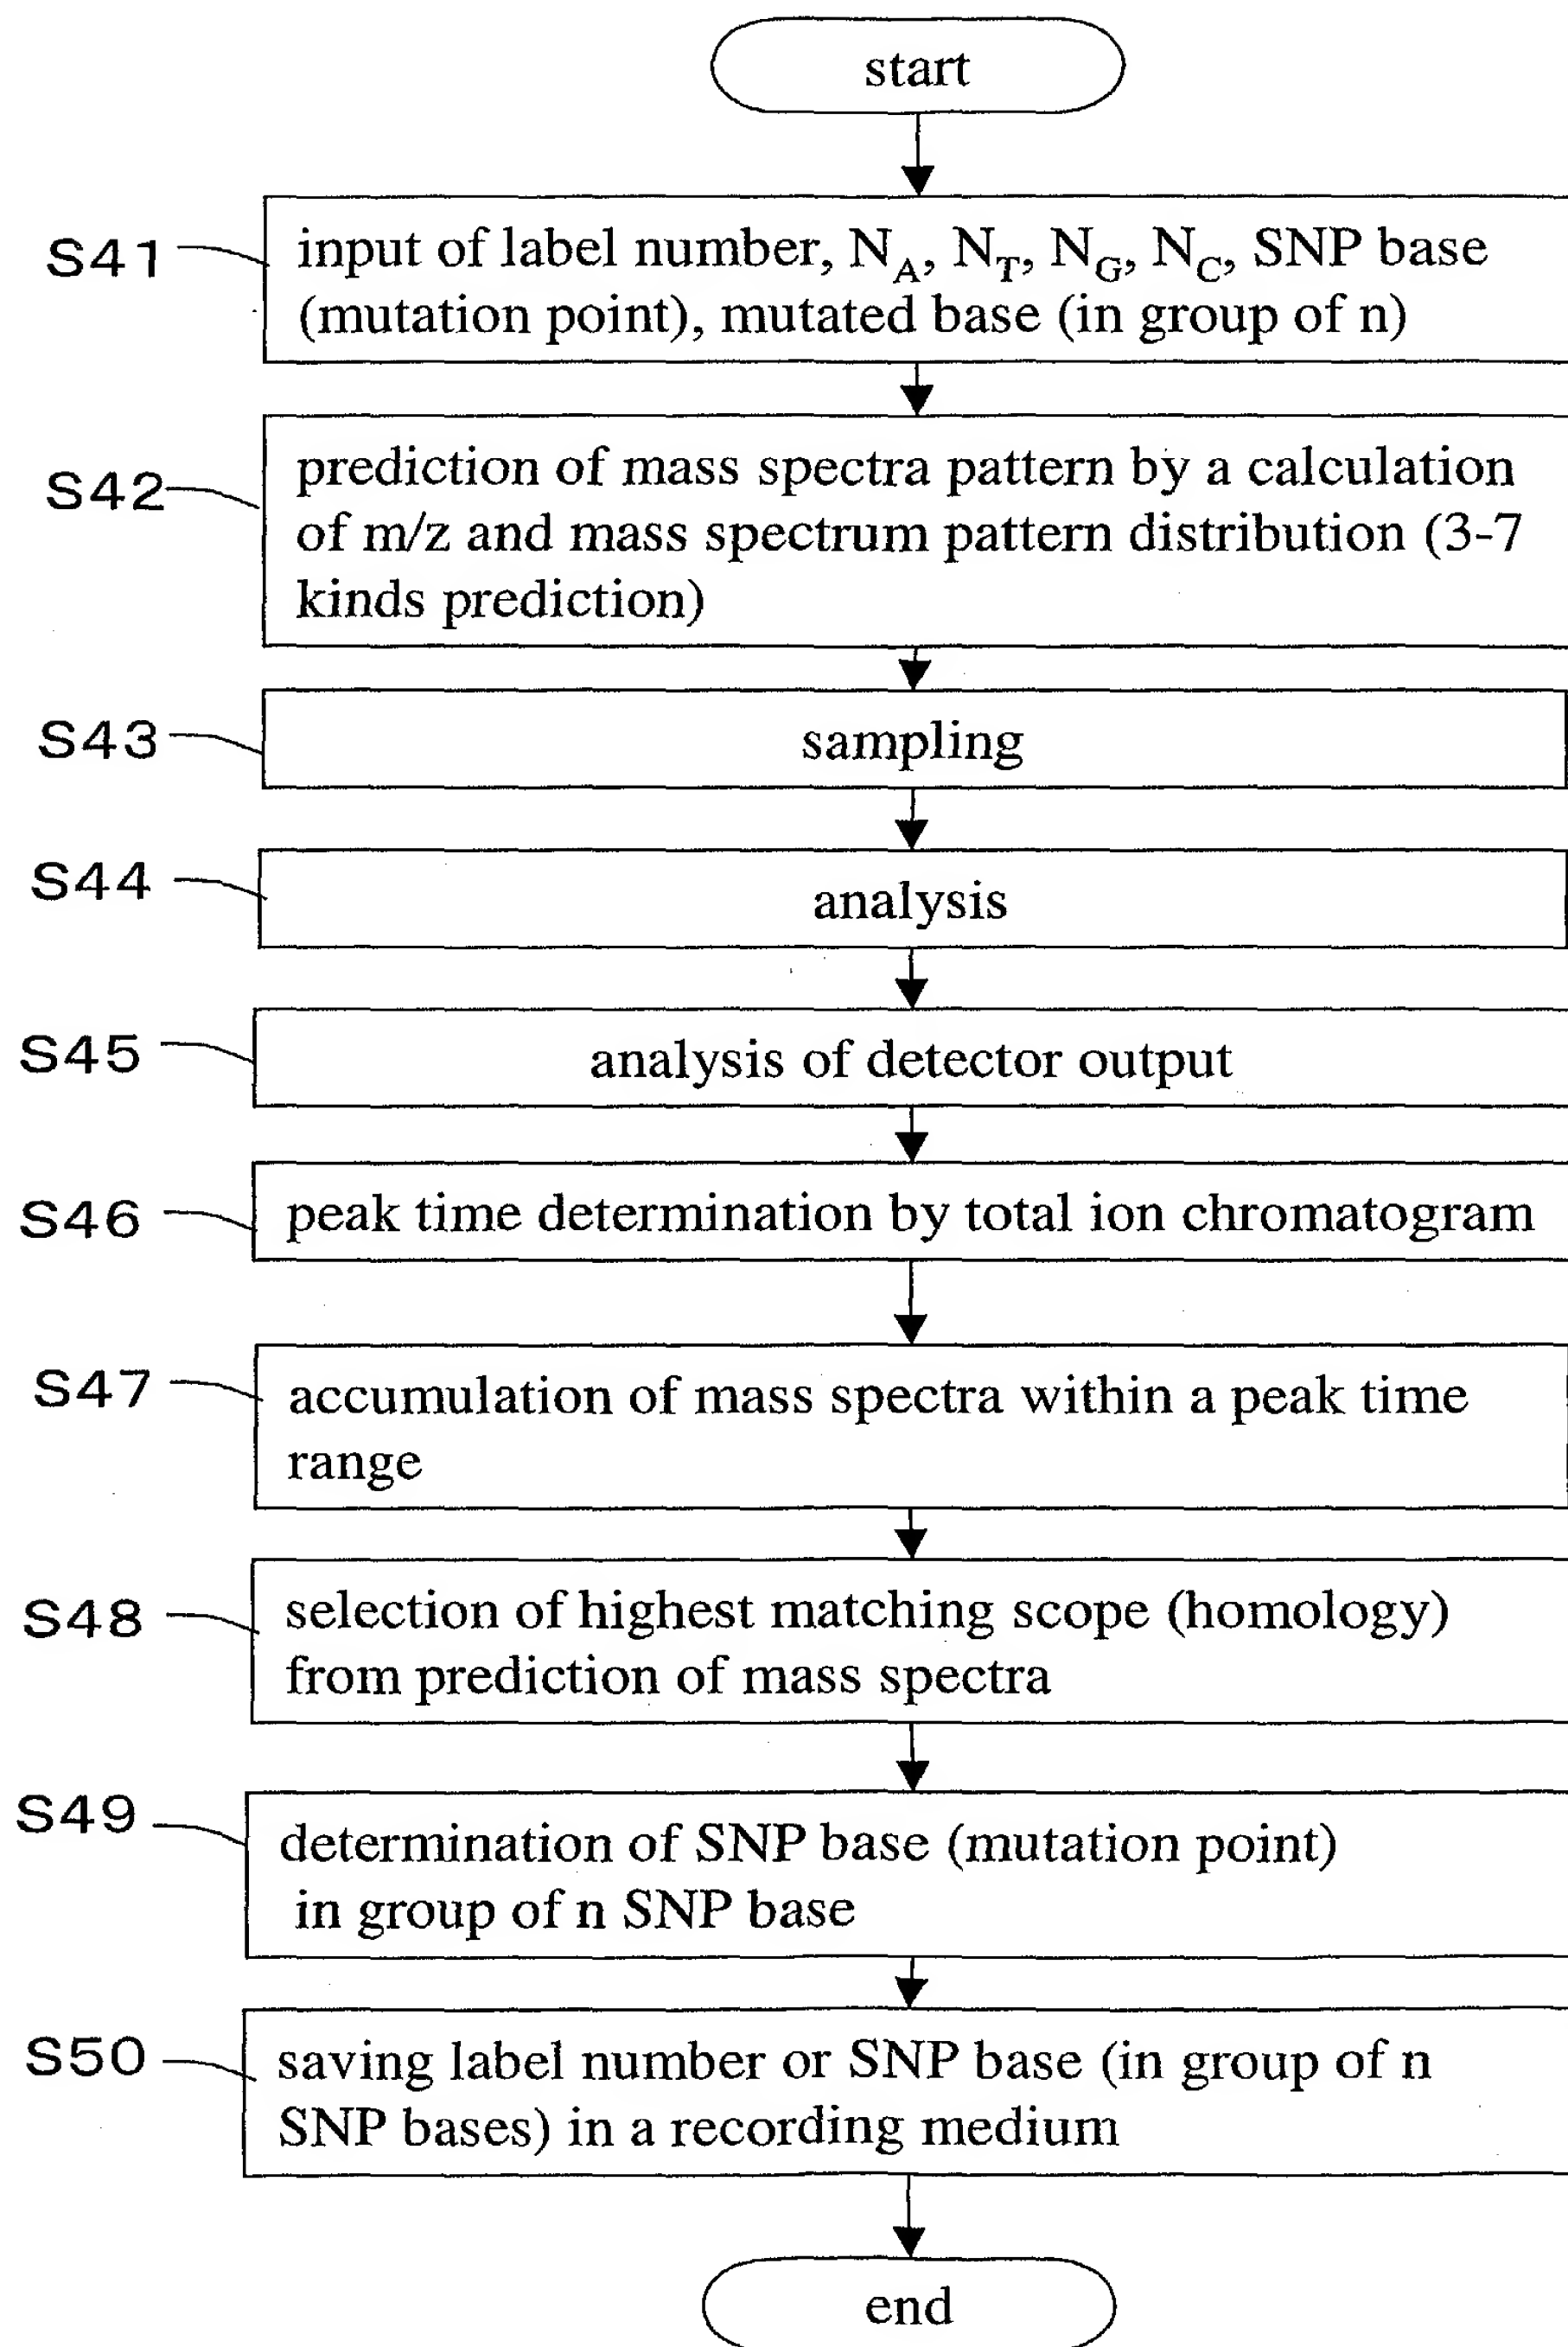 start
S41
input of label number, N_A, N_T, N_G, N_C, SNP base
(mutation point), mutated base (in group of n)
S42
prediction of mass spectra pattern by a calculation
of m/z and mass spectrum pattern distribution (3-7
kinds prediction)
S43
sampling
S44
analysis
S45
analysis of detector output
S46
peak time determination by total ion chromatogram
S47
accumulation of mass spectra within a peak time
range
S48
selection of highest matching scope (homology)
from prediction of mass spectra
S49
determination of SNP base (mutation point)
in group of n SNP base
S50
saving label number or SNP base (in group of n
SNP bases) in a recording medium
end